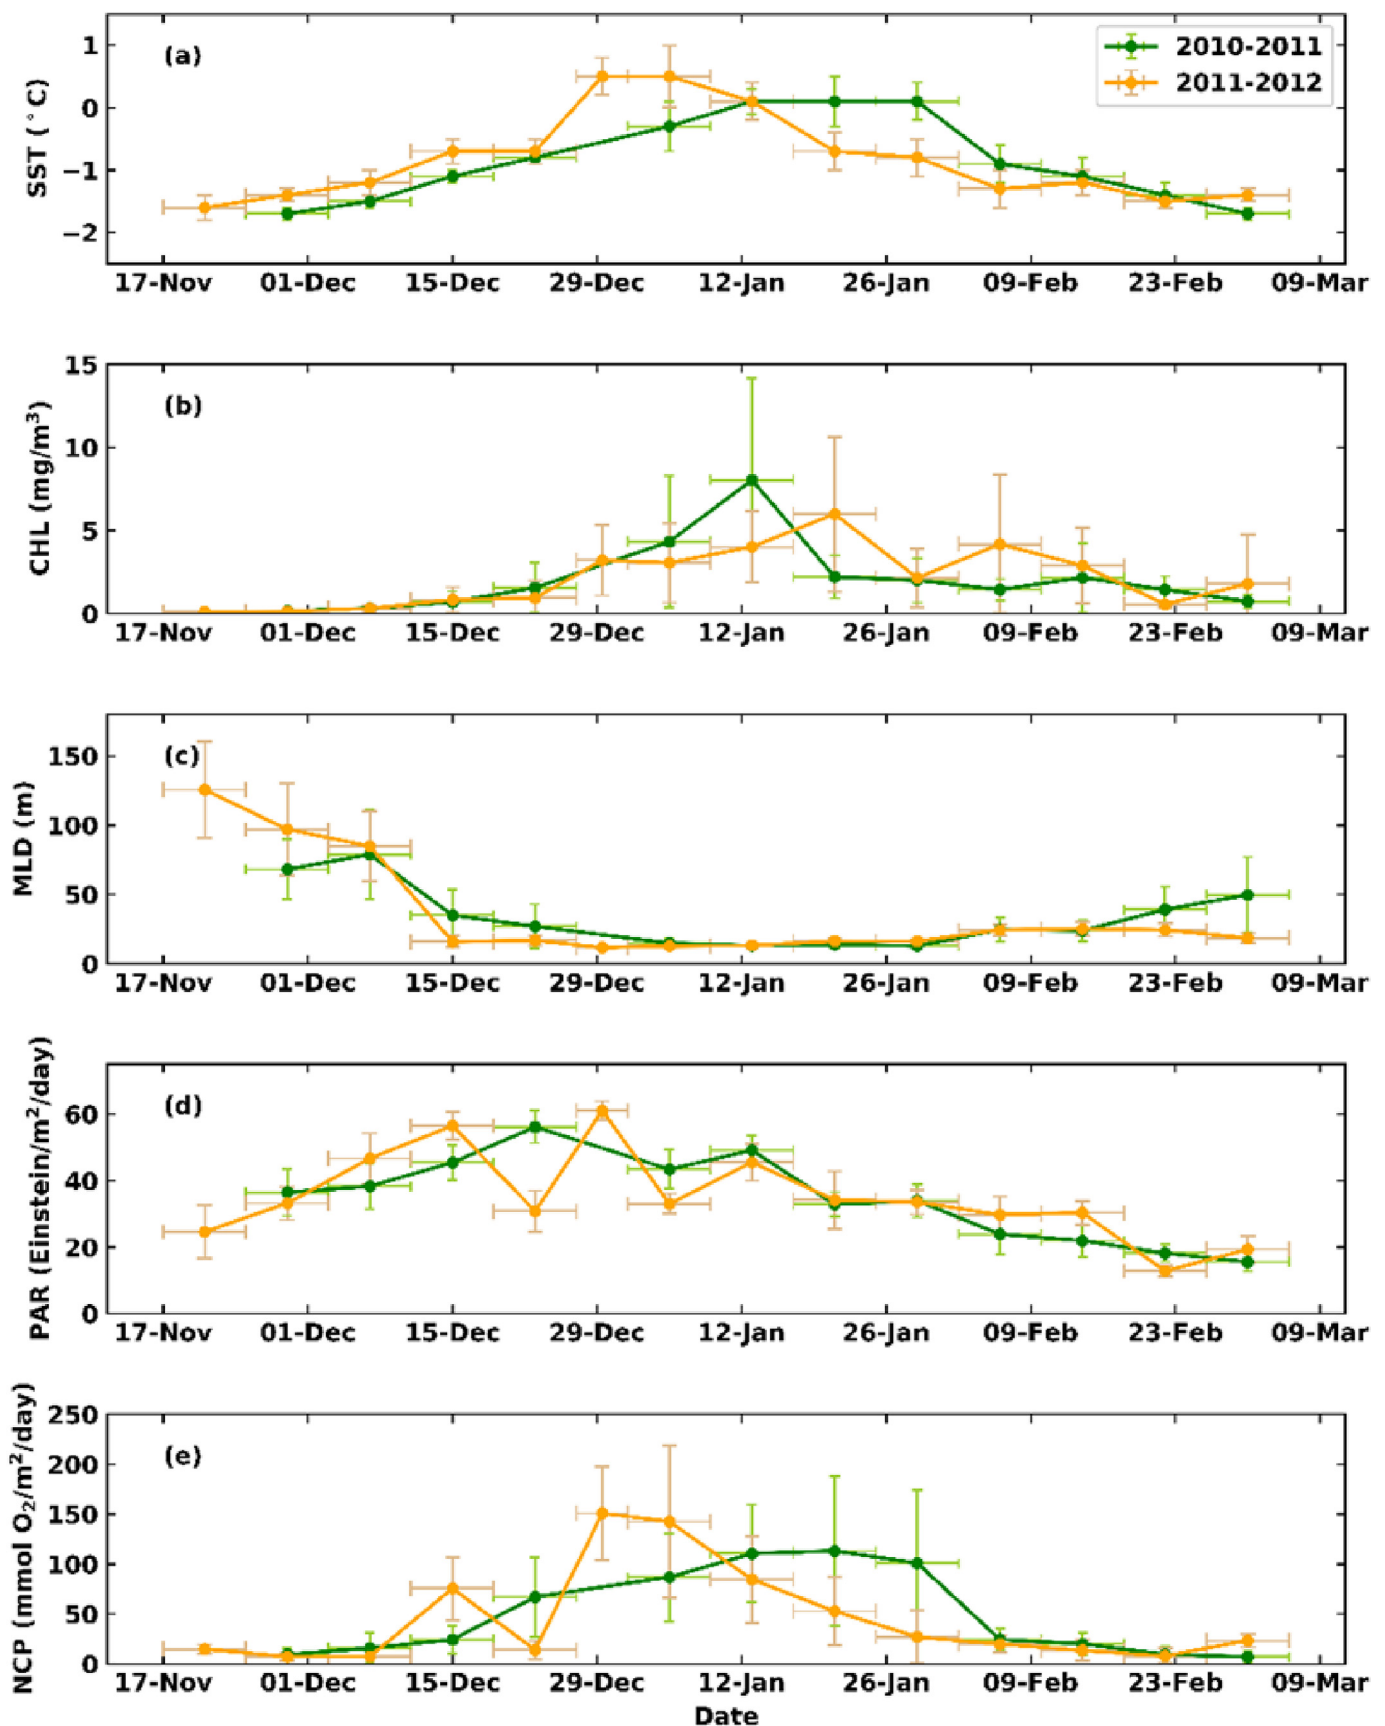 (a)
2010-2011
2011-2012
SST (°C)
1
0
−1
−2
17-Nov 01-Dec 15-Dec 29-Dec 12-Jan 26-Jan 09-Feb 23-Feb 09-Mar
(b)
CHL (mg/m³)
15
10
5
0
17-Nov 01-Dec 15-Dec 29-Dec 12-Jan 26-Jan 09-Feb 23-Feb 09-Mar
(c)
MLD (m)
150
100
50
0
17-Nov 01-Dec 15-Dec 29-Dec 12-Jan 26-Jan 09-Feb 23-Feb 09-Mar
(d)
PAR (Einstein/m²/day)
60
40
20
0
17-Nov 01-Dec 15-Dec 29-Dec 12-Jan 26-Jan 09-Feb 23-Feb 09-Mar
(e)
NCP (mmol O₂/m²/day)
250
200
150
100
50
0
17-Nov 01-Dec 15-Dec 29-Dec 12-Jan 26-Jan 09-Feb 23-Feb 09-Mar
Date